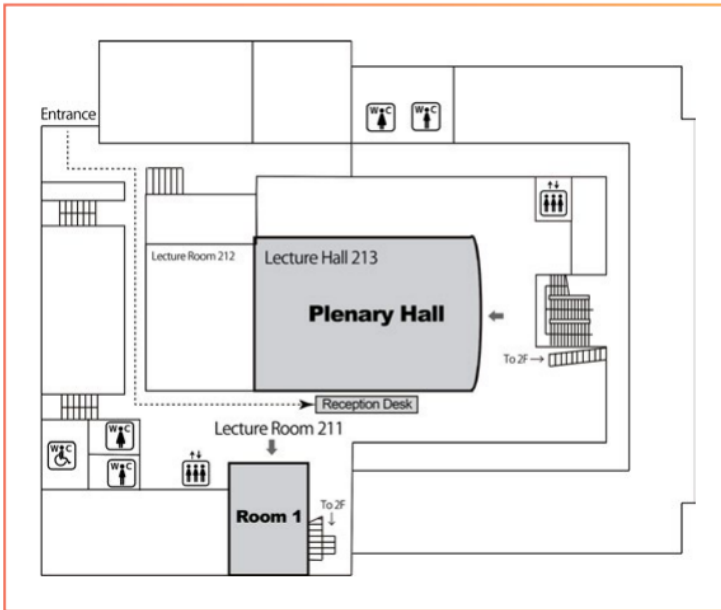 W C
W C
Entrance
Lecture Room 212
Lecture Hall 213
Plenary Hall
To 2F →
Reception Desk
Lecture Room 211
W C
W C
W C
To 2F
↓
Room 1